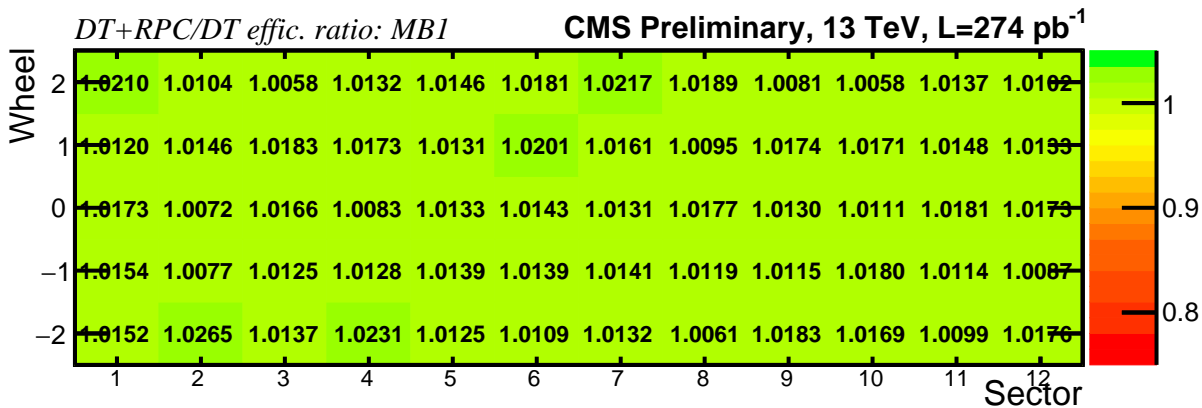 DT+RPC/DT effic. ratio: MB1 CMS Preliminary, 13 TeV, L=274 pb-1
Wheel
2 1.0210 1.0104 1.0058 1.0132 1.0146 1.0181 1.0217 1.0189 1.0081 1.0058 1.0137 1.0102
1 1.0120 1.0146 1.0183 1.0173 1.0131 1.0201 1.0161 1.0095 1.0174 1.0171 1.0148 1.0133
0 1.0173 1.0072 1.0166 1.0083 1.0133 1.0143 1.0131 1.0177 1.0130 1.0111 1.0181 1.0173
−1 1.0154 1.0077 1.0125 1.0128 1.0139 1.0139 1.0141 1.0119 1.0115 1.0180 1.0114
−2 1.0152 1.0265 1.0137 1.0231 1.0125 1.0109 1.0132 1.0061 1.0183 1.0169 1.0099 1.0176
1 2 3 4 5 6 7 8 9 10 11 12
Sector
1
0.9
0.8